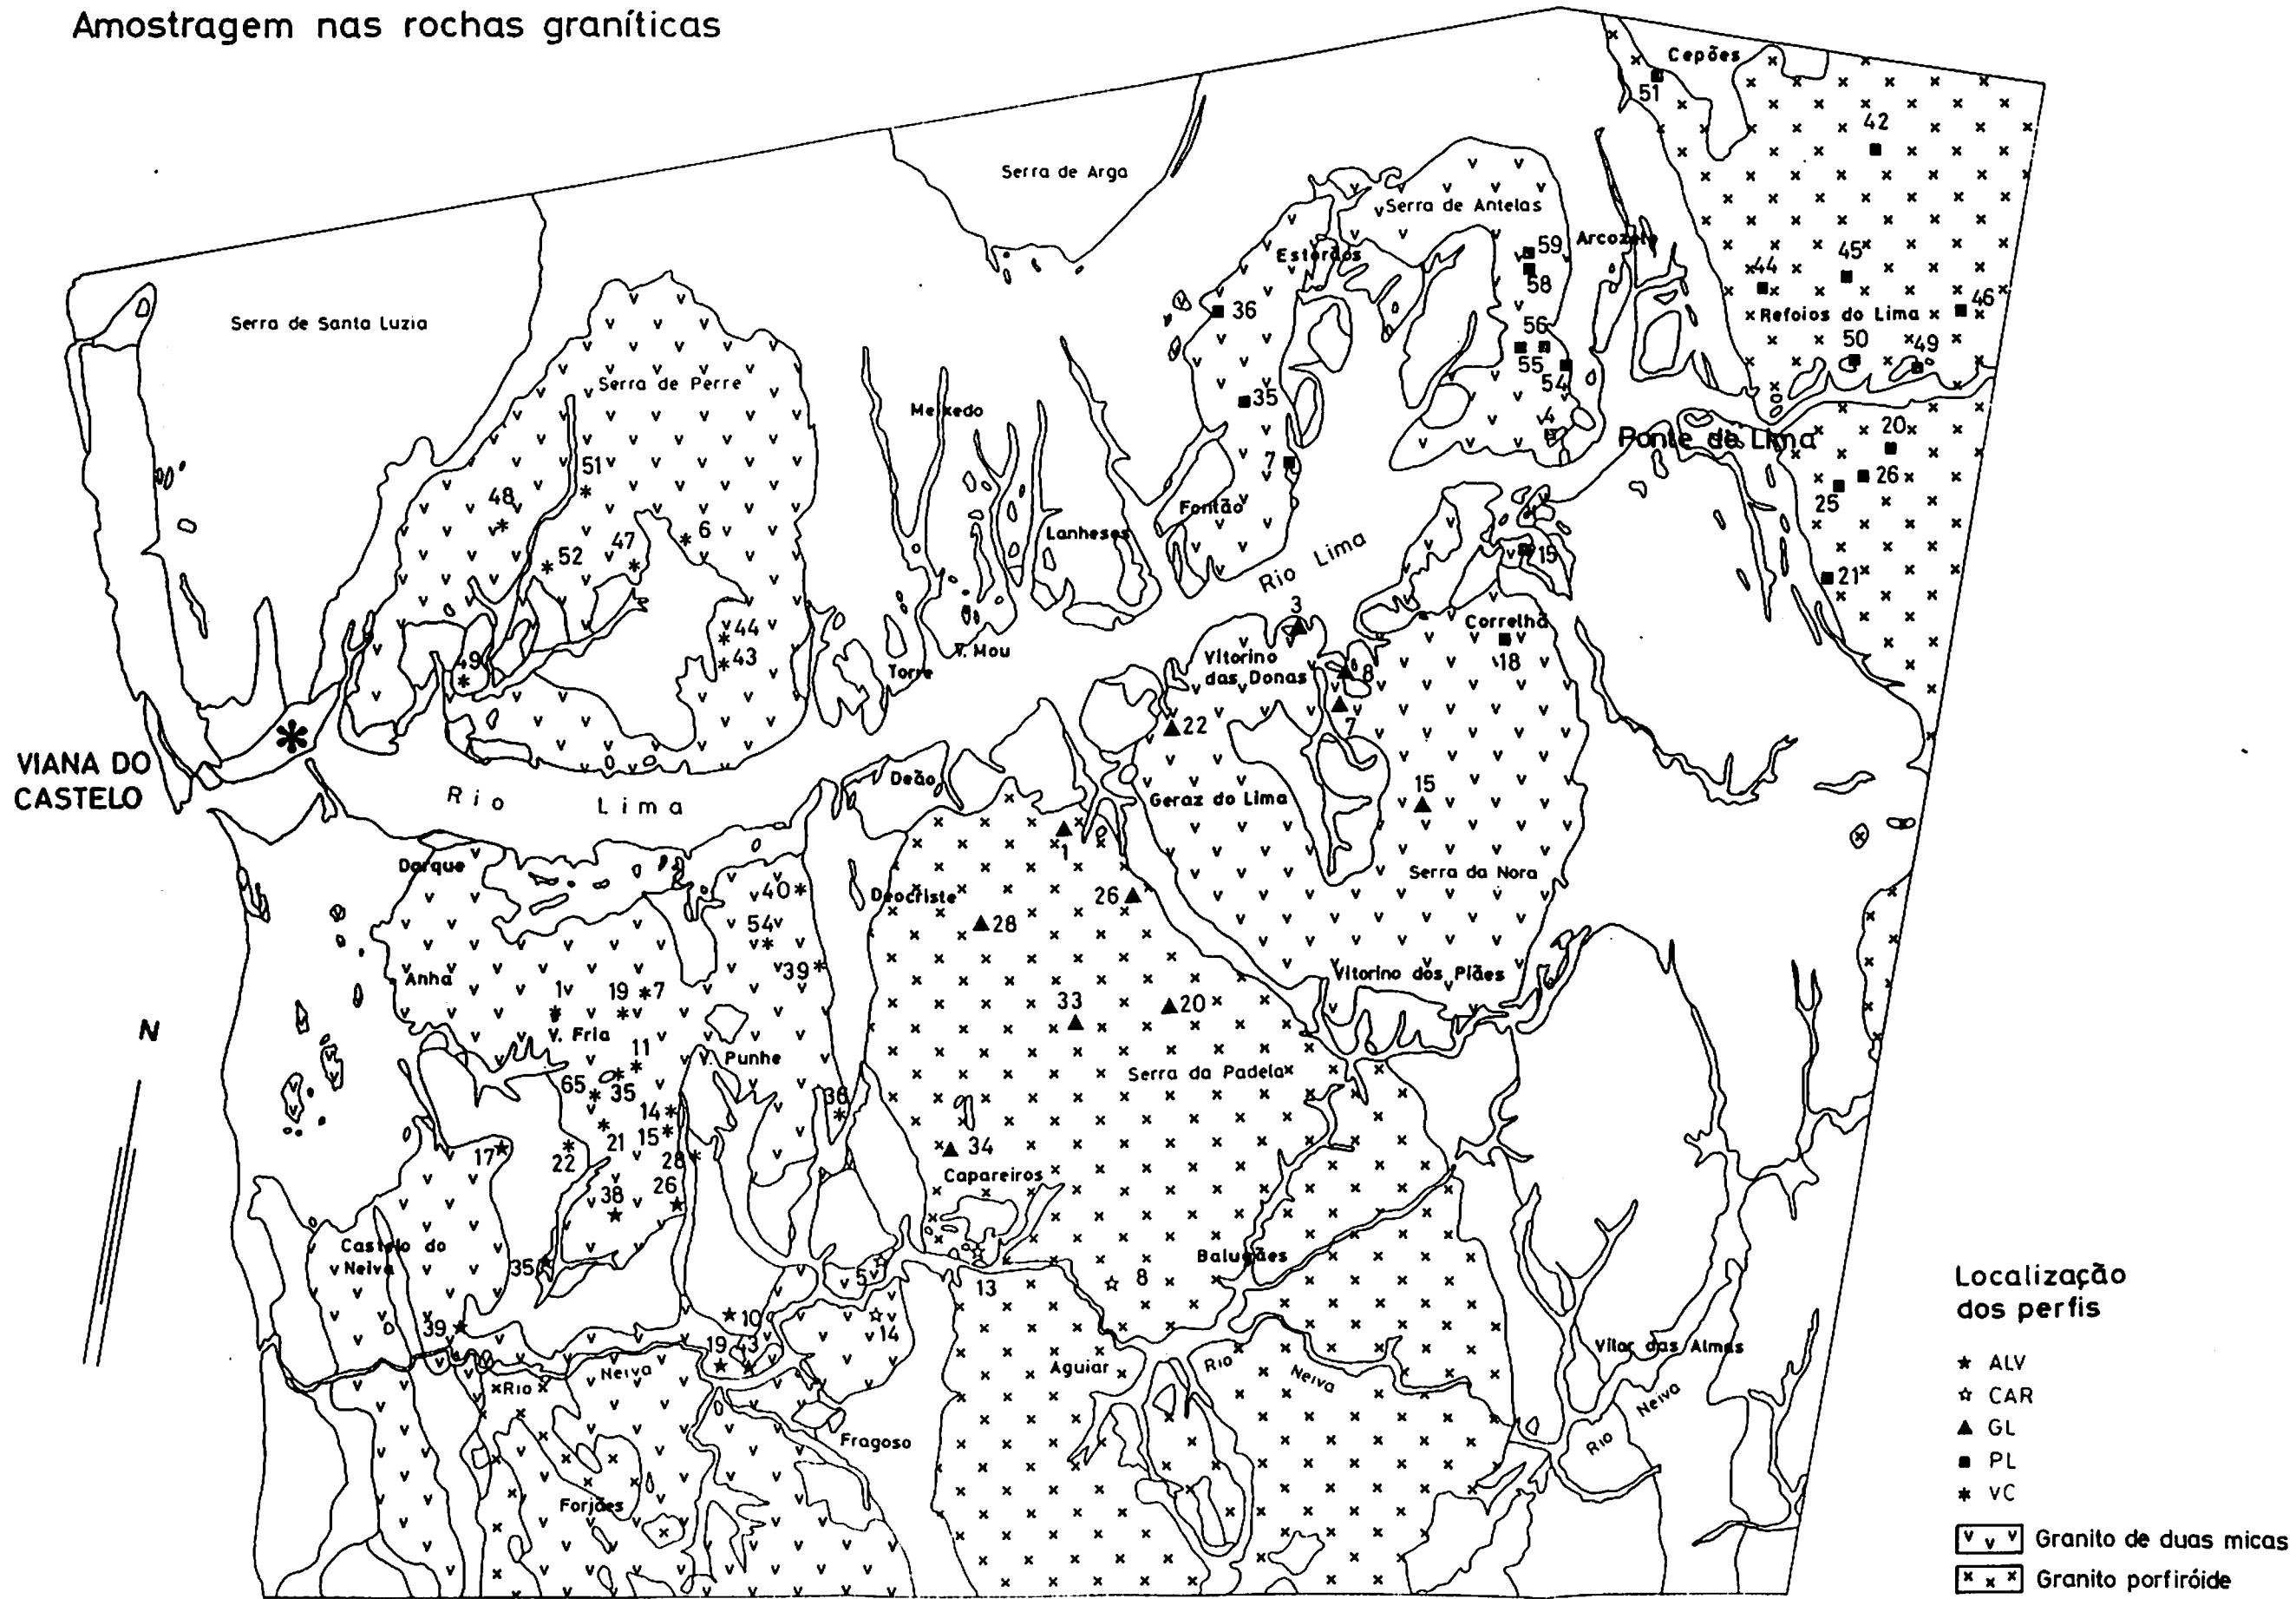 Amostragem nas rochas graníticas
Cepões
51
42
Serra de Arga
Serra de Antelas
59
Arcozelo
45
Estorãos
44
58
46
36
Refoios do Lima
Serra de Santa Luzia
56
50
49
55
54
Serra de Perre
35
Meixedo
4
Ponte de Lima
20
51
7
26
48
25
Fontão
6
47
Lanheses
52
Rio Lima
15
21
3
44
Correlhã
43
V. Mou
Vitorino
das Donas
18
49
Torre
8
22
7
VIANA DO
CASTELO
Deão
15
Rio Lima
Geraz do Lima
1
Darque
Serra da Nora
40
Deocriste
26
54
28
39
Vitorino dos Piães
Anha
1
19
7
33
20
V. Fria
11
V. Punhe
N
Serra da Padela
65
35
36
14
15
21
34
17
22
28
Capareiros
38
26
Castelo do
Neiva
Balugães
35
5
8
13
10
39
14
19
43
Vilar das Almas
Aguiar
Rio
Neiva
Rio
Neiva
Rio
Neiva
Fragoso
Forjães
Localização
dos perfis
ALV
CAR
GL
PL
VC
Granito de duas micas
Granito porfiróide